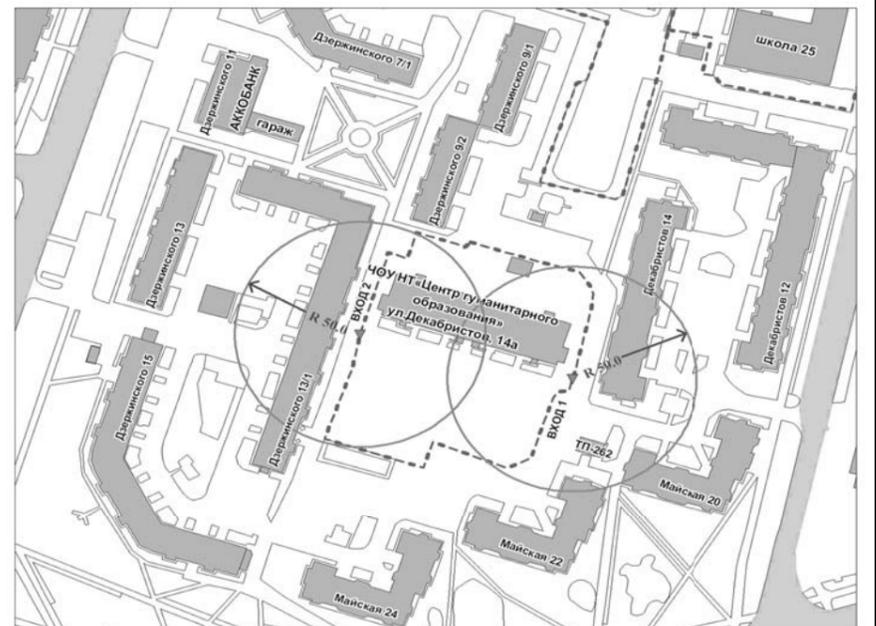 Дзержинского 7/1
школа 25
Дзержинского 11
АККОБАНК
гараж
Дзержинского 9/1
Дзержинского 9/2
Дзержинского 13
Декабристов 14
Декабристов 12
ЧОУ НТ«Центр гуманитарного
образования»
ул.Декабристов, 14а
ВХОД 2
R 50.0
R 50.0
ВХОД 1
Дзержинского 15
Дзержинского 13/1
ТП-262
Майская 20
Майская 22
Майская 24